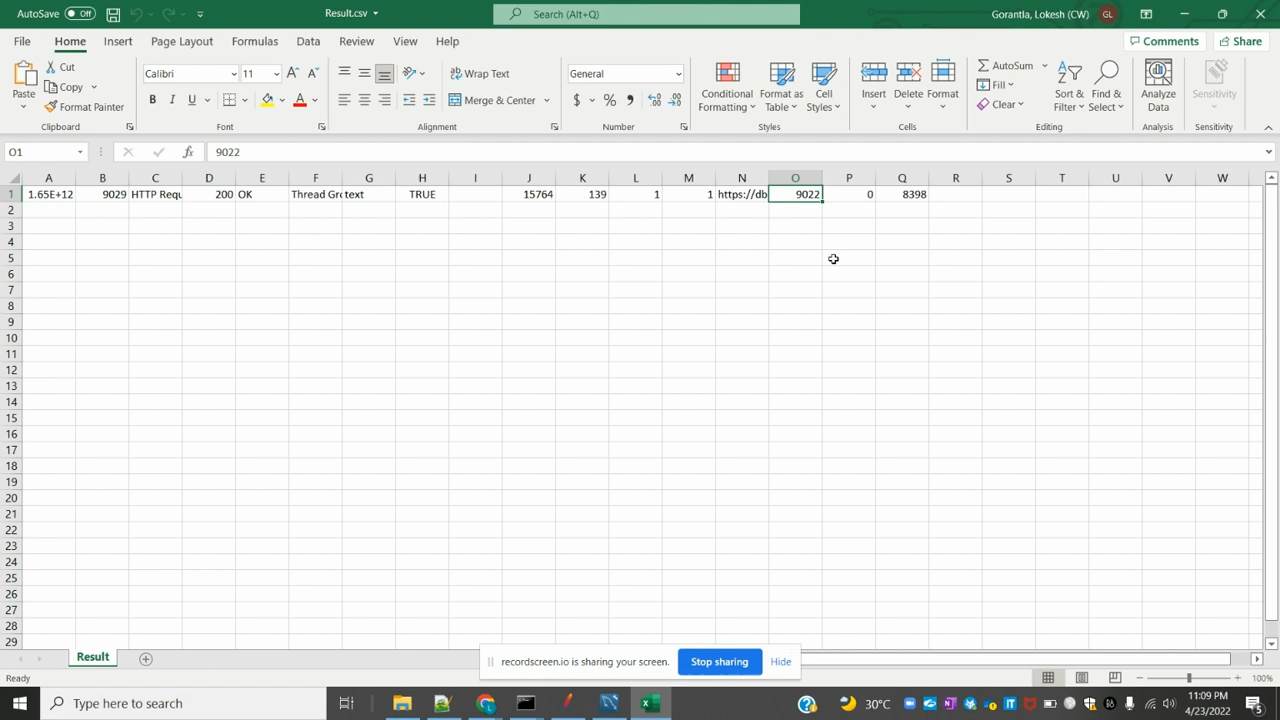 AutoSave Off Result.csv Search (Alt+Q) Gorantla, Lokesh (CW) GL
File Home Insert Page Layout Formulas Data Review View Help Comments Share
Paste Cut Copy Format Painter Clipboard
Calibri 11 B I U A Font
Wrap Text Merge & Center Alignment
General $ % , Number
Conditional Formatting Format as Table Cell Styles Styles
Insert Delete Format Cells
AutoSum Fill Clear Sort & Filter Find & Select Editing
Analyze Data Analysis
Sensitivity Sensitivity
O1 fx 9022
A B C D E F G H I J K L M N O P Q R S T U V W
1 1.65E+12 9029 HTTP Requ 200 OK Thread Gro text TRUE 15764 139 1 1 https://db 9022 0 8398
2
3
4
5
6
7
8
9
10
11
12
13
14
15
16
17
18
19
20
21
22
23
24
25
26
27
28
29
recordscreen.io is sharing your screen. Stop sharing Hide
Result
Ready 100%
Type here to search 30°C 11:09 PM
4/23/2022 5